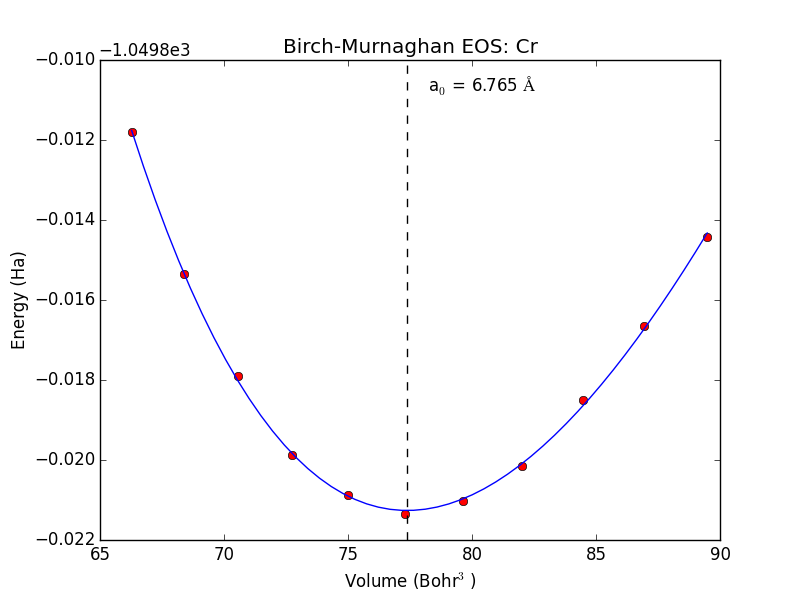 Birch-Murnaghan EOS: Cr
−1.0498e3
a₀ = 6.765 Å
−0.010
−0.012
−0.014
−0.016
−0.018
−0.020
−0.022
Energy (Ha)
65 70 75 80 85 90
Volume (Bohr³ )